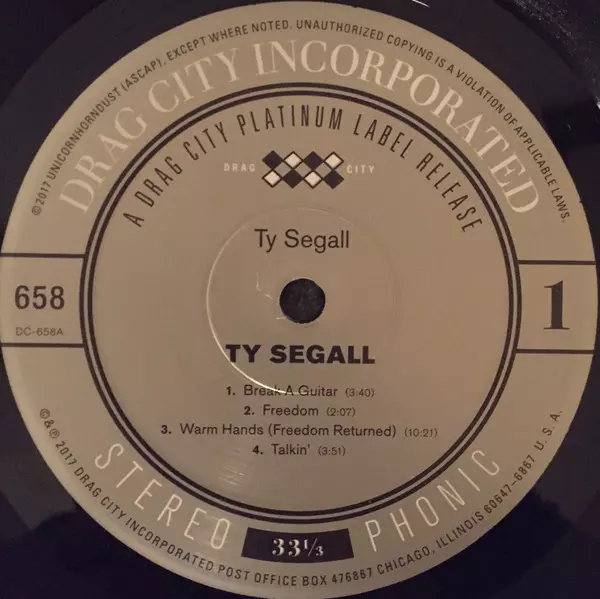 ©2017 UNICORNHORNDUST (ASCAP), EXCEPT WHERE NOTED. UNAUTHORIZED COPYING IS A VIOLATION OF APPLICABLE LAWS.
DRAG CITY INCORPORATED
A DRAG CITY PLATINUM LABEL RELEASE
DRAG CITY
Ty Segall
658
DC-658A
1
TY SEGALL
1. Break A Guitar (3:40)
2. Freedom (2:07)
3. Warm Hands (Freedom Returned) (10:21)
4. Talkin' (3:51)
STEREO PHONIC
33⅓
©&℗ 2017 DRAG CITY INCORPORATED POST OFFICE BOX 476867 CHICAGO, ILLINOIS 60647-6867 U.S.A.